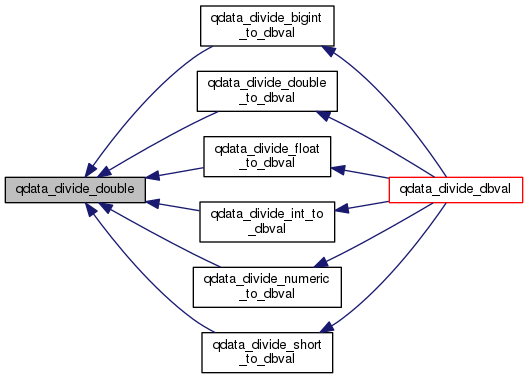 qdata_divide_bigint
_to_dbval
qdata_divide_double
_to_dbval
qdata_divide_float
_to_dbval
qdata_divide_double
qdata_divide_dbval
qdata_divide_int_to
_dbval
qdata_divide_numeric
_to_dbval
qdata_divide_short
_to_dbval